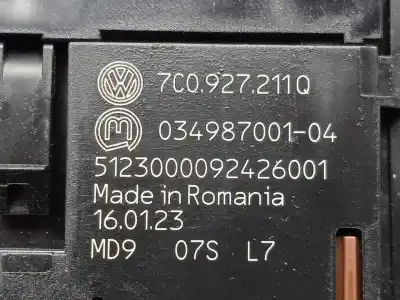 7C0.927.211Q
034987001-04
5123000092426001
Made in Romania
16.01.23
MD9 07S L7